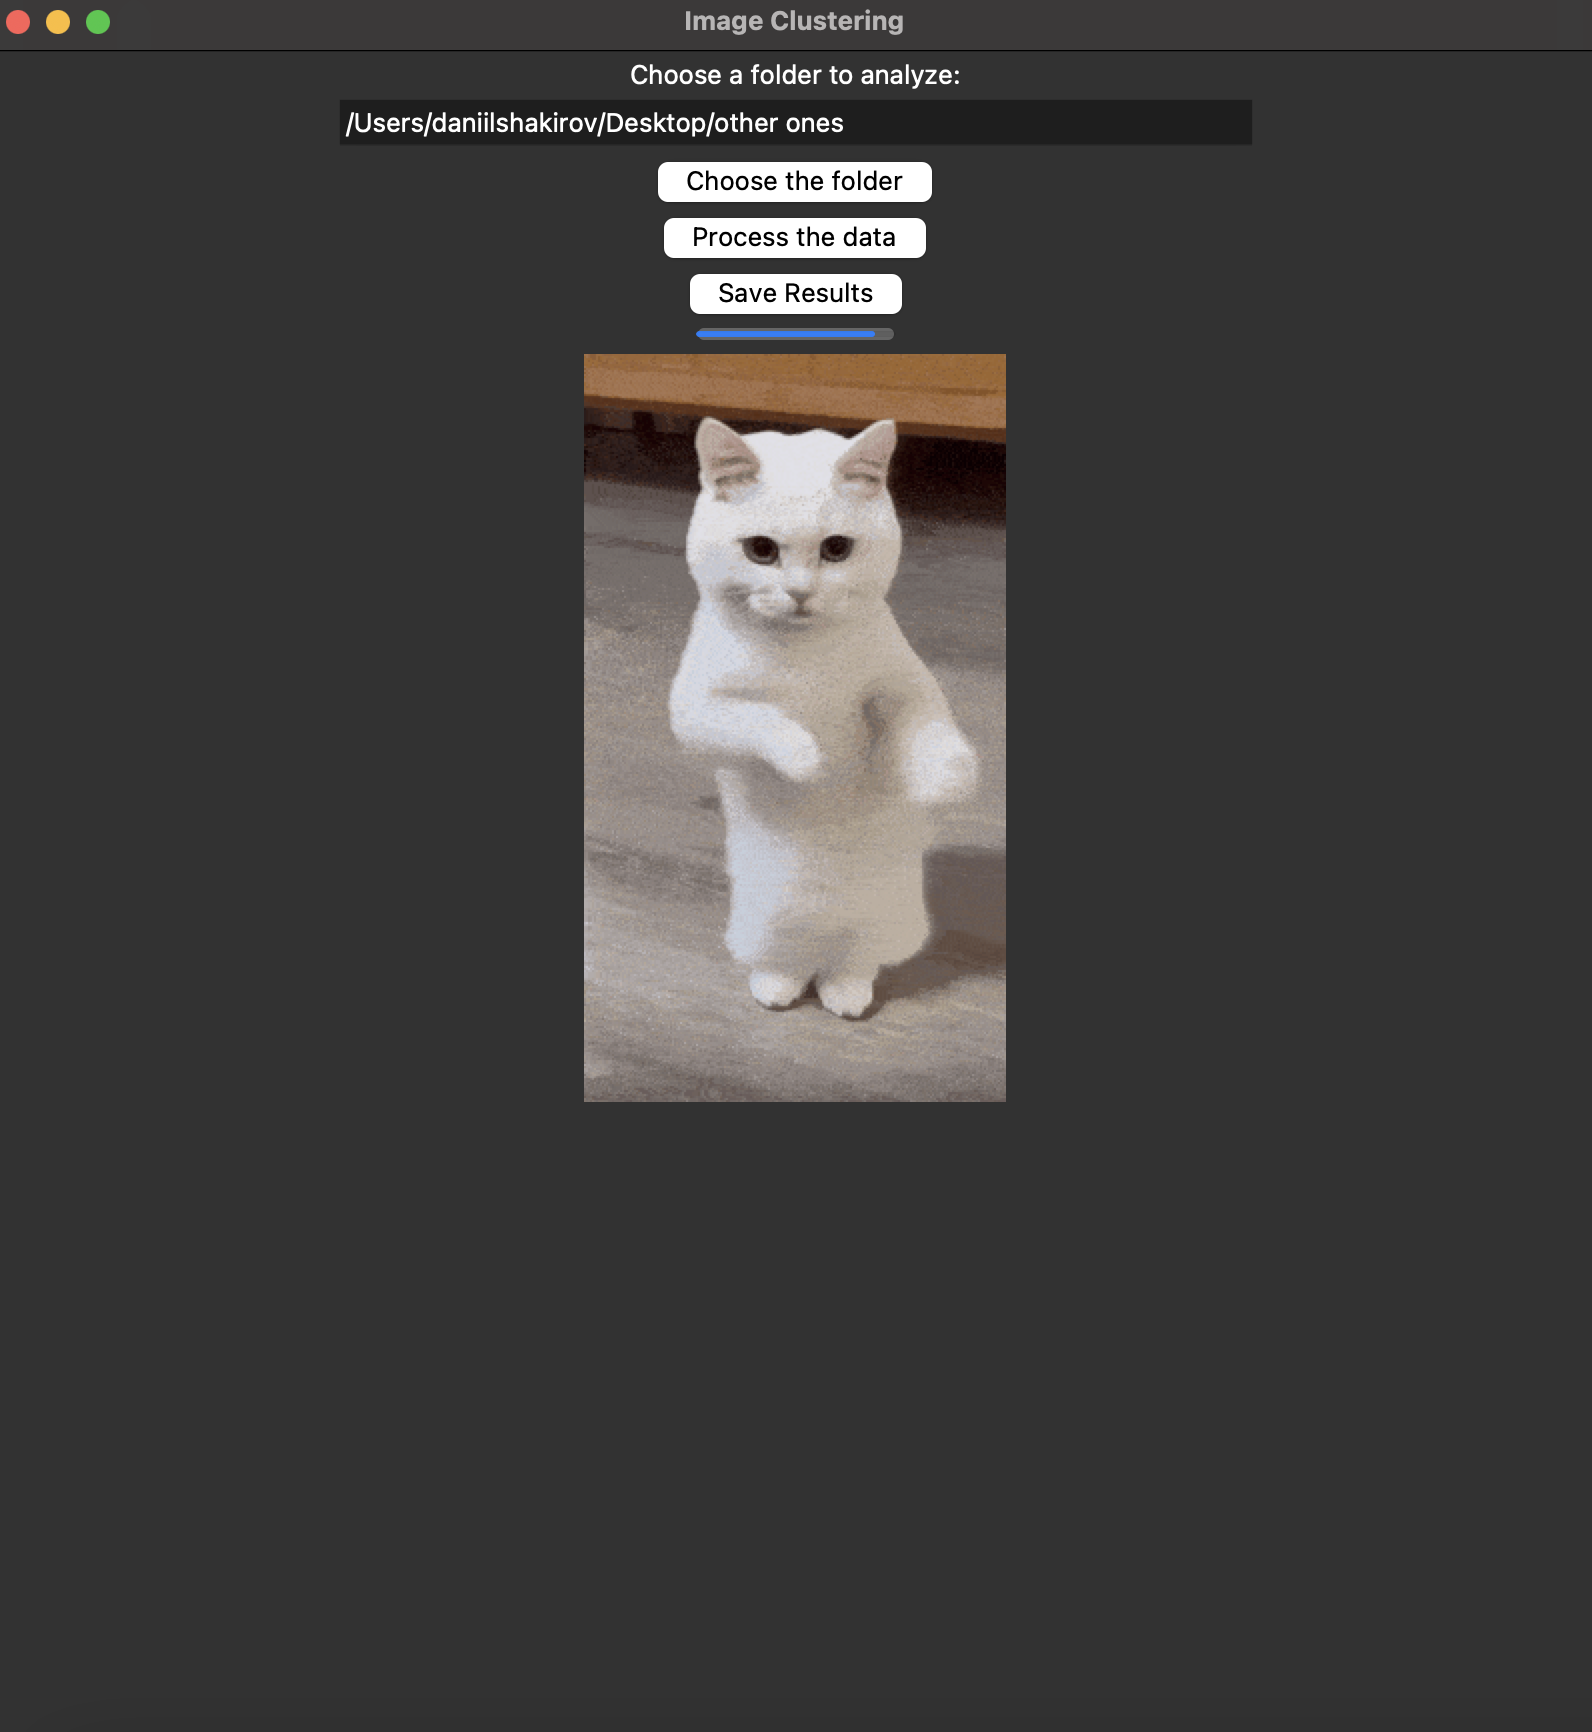 Image Clustering
Choose a folder to analyze:
/Users/daniilshakirov/Desktop/other ones
Choose the folder
Process the data
Save Results